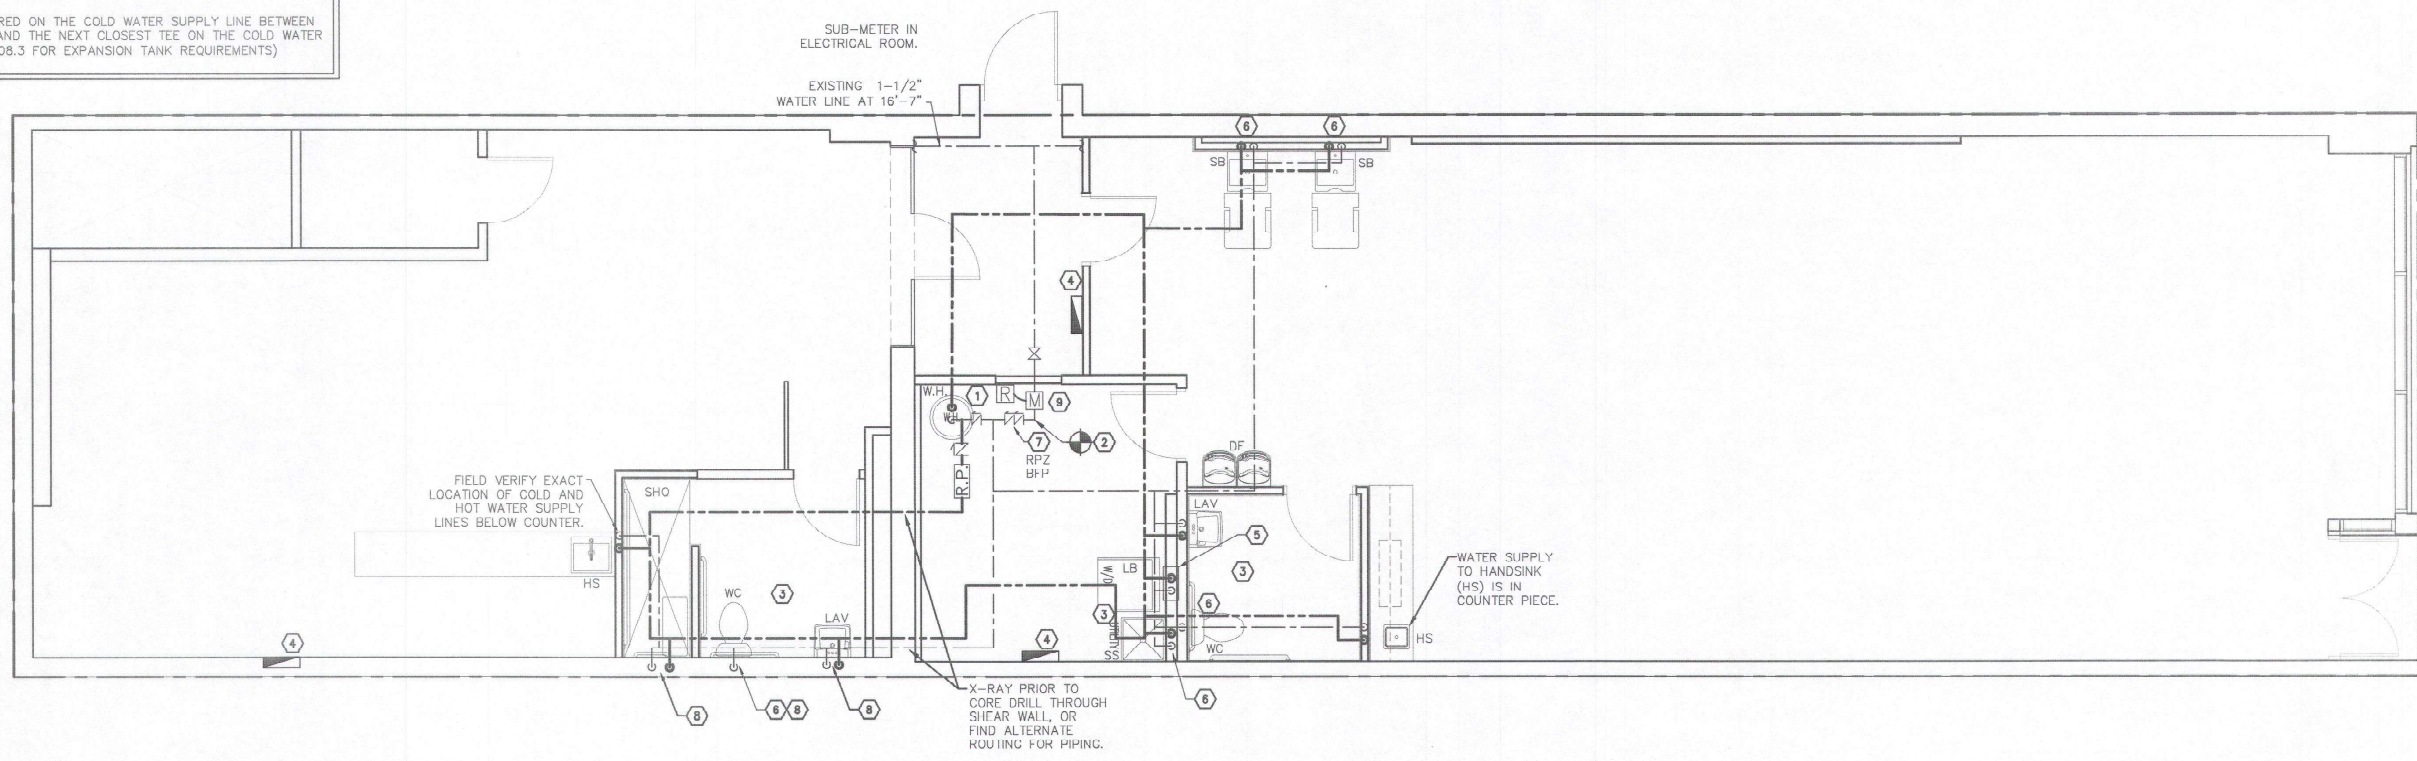 RED ON THE COLD WATER SUPPLY LINE BETWEEN
AND THE NEXT CLOSEST TEE ON THE COLD WATER
08.3 FOR EXPANSION TANK REQUIREMENTS)
SUB-METER IN
ELECTRICAL ROOM.
EXISTING 1-1/2"
WATER LINE AT 16'-7"
6
6
SB
SB
4
W.H.
WH
1
R
M
9
7
2
RPZ
BFP
R.P.
DF
FIELD VERIFY EXACT
LOCATION OF COLD AND
HOT WATER SUPPLY
LINES BELOW COUNTER.
SHO
HS
WC
3
LAV
4
LAV
5
3
LB
W/D
3
6
4
SS
WC
WATER SUPPLY
TO HANDSINK
(HS) IS IN
COUNTER PIECE.
HS
8
6
8
8
6
X-RAY PRIOR TO
CORE DRILL THROUGH
SHEAR WALL, OR
FIND ALTERNATE
ROUTING FOR PIPING.